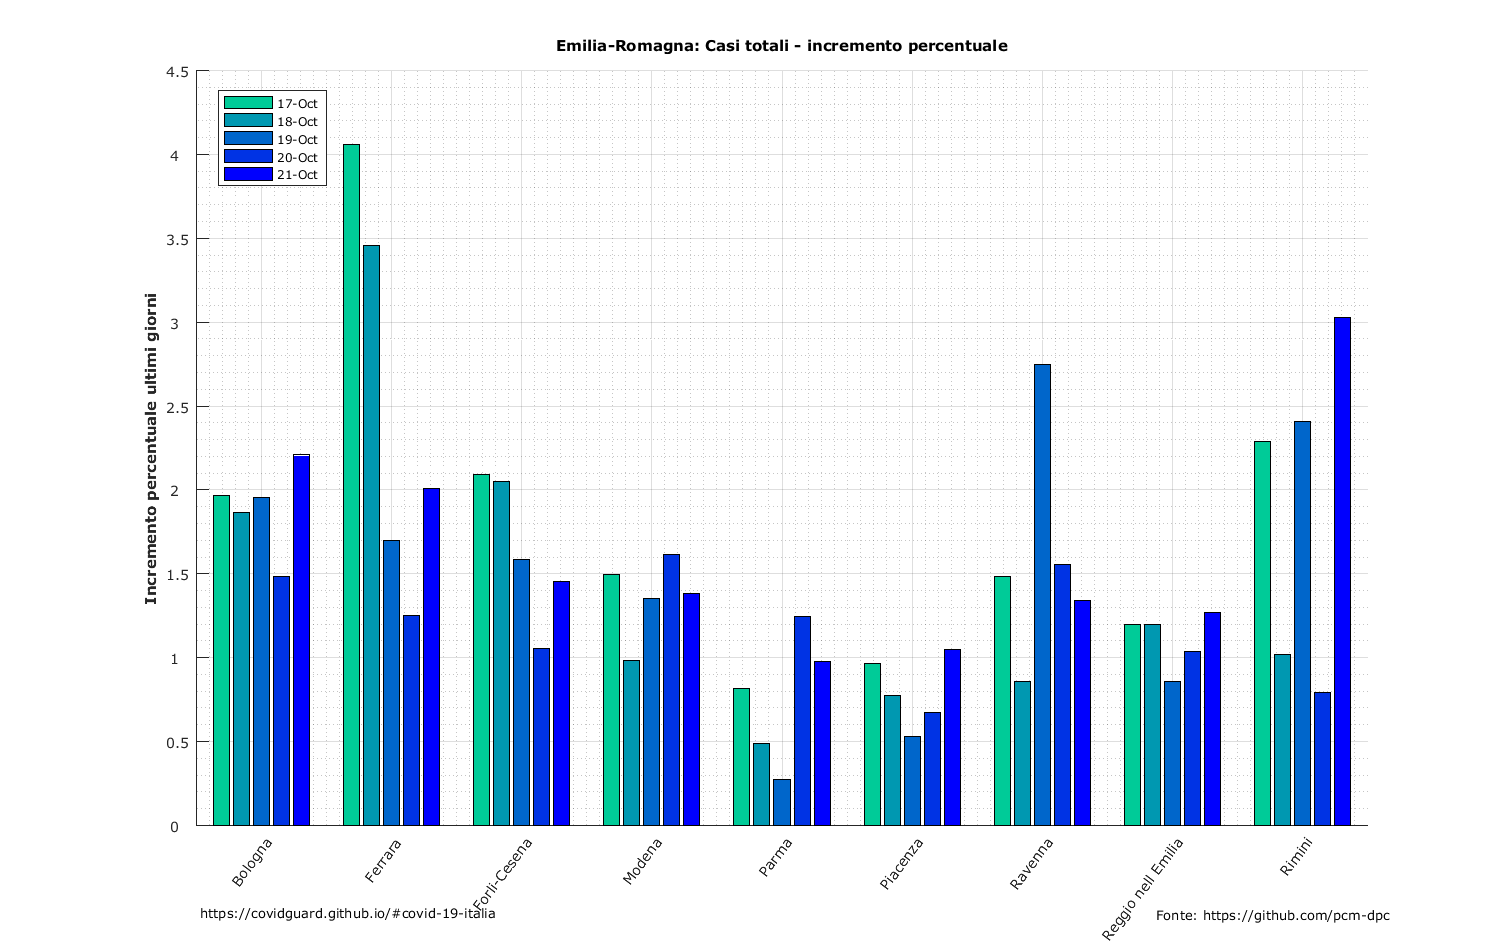 Emilia-Romagna: Casi totali - incremento percentuale
Incremento percentuale ultimi giorni
4.5
4
3.5
3
2.5
2
1.5
1
0.5
0
17-Oct
18-Oct
19-Oct
20-Oct
21-Oct
Bologna
Ferrara
Forlì-Cesena
Modena
Parma
Piacenza
Ravenna
Reggio nell Emilia
Rimini
https://covidguard.github.io/#covid-19-italia
Fonte: https://github.com/pcm-dpc